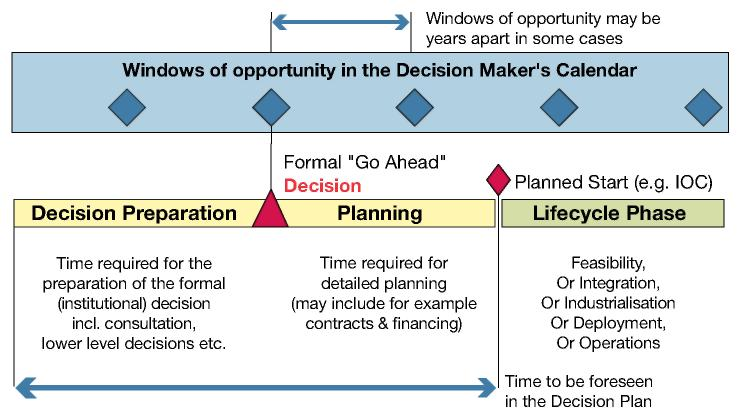 Windows of opportunity may be
years apart in some cases
Windows of opportunity in the Decision Maker's Calendar
Formal "Go Ahead"
Decision
Planned Start (e.g. IOC)
Decision Preparation
Planning
Lifecycle Phase
Time required for the
preparation of the formal
(institutional) decision
incl. consultation,
lower level decisions etc.
Time required for
detailed planning
(may include for example
contracts & financing)
Feasibility,
Or Integration,
Or Industrialisation
Or Deployment,
Or Operations
Time to be foreseen
in the Decision Plan